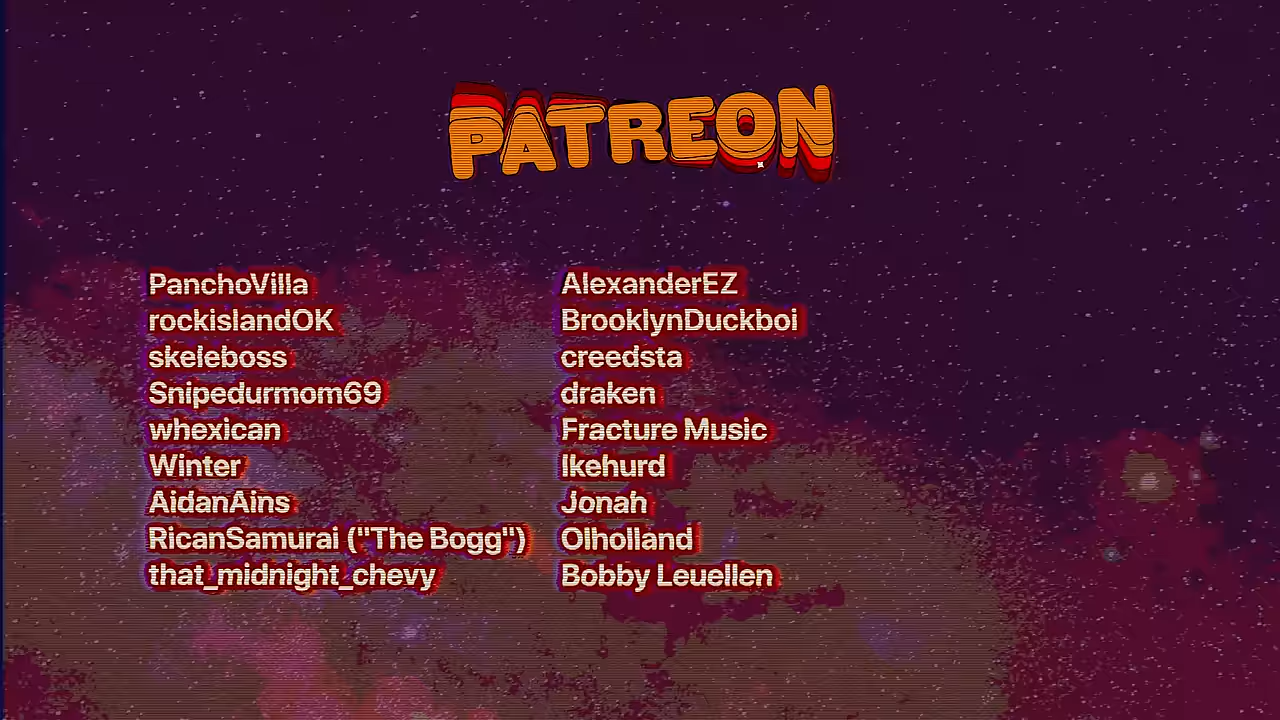 PATREON
PanchoVilla
rockislandOK
skeleboss
Snipedurmom69
whexican
Winter
AidanAins
RicanSamurai ("The Bogg")
that_midnight_chevy
AlexanderEZ
BrooklynDuckboi
creedsta
draken
Fracture Music
Ikehurd
Jonah
Olholland
Bobby Leuellen